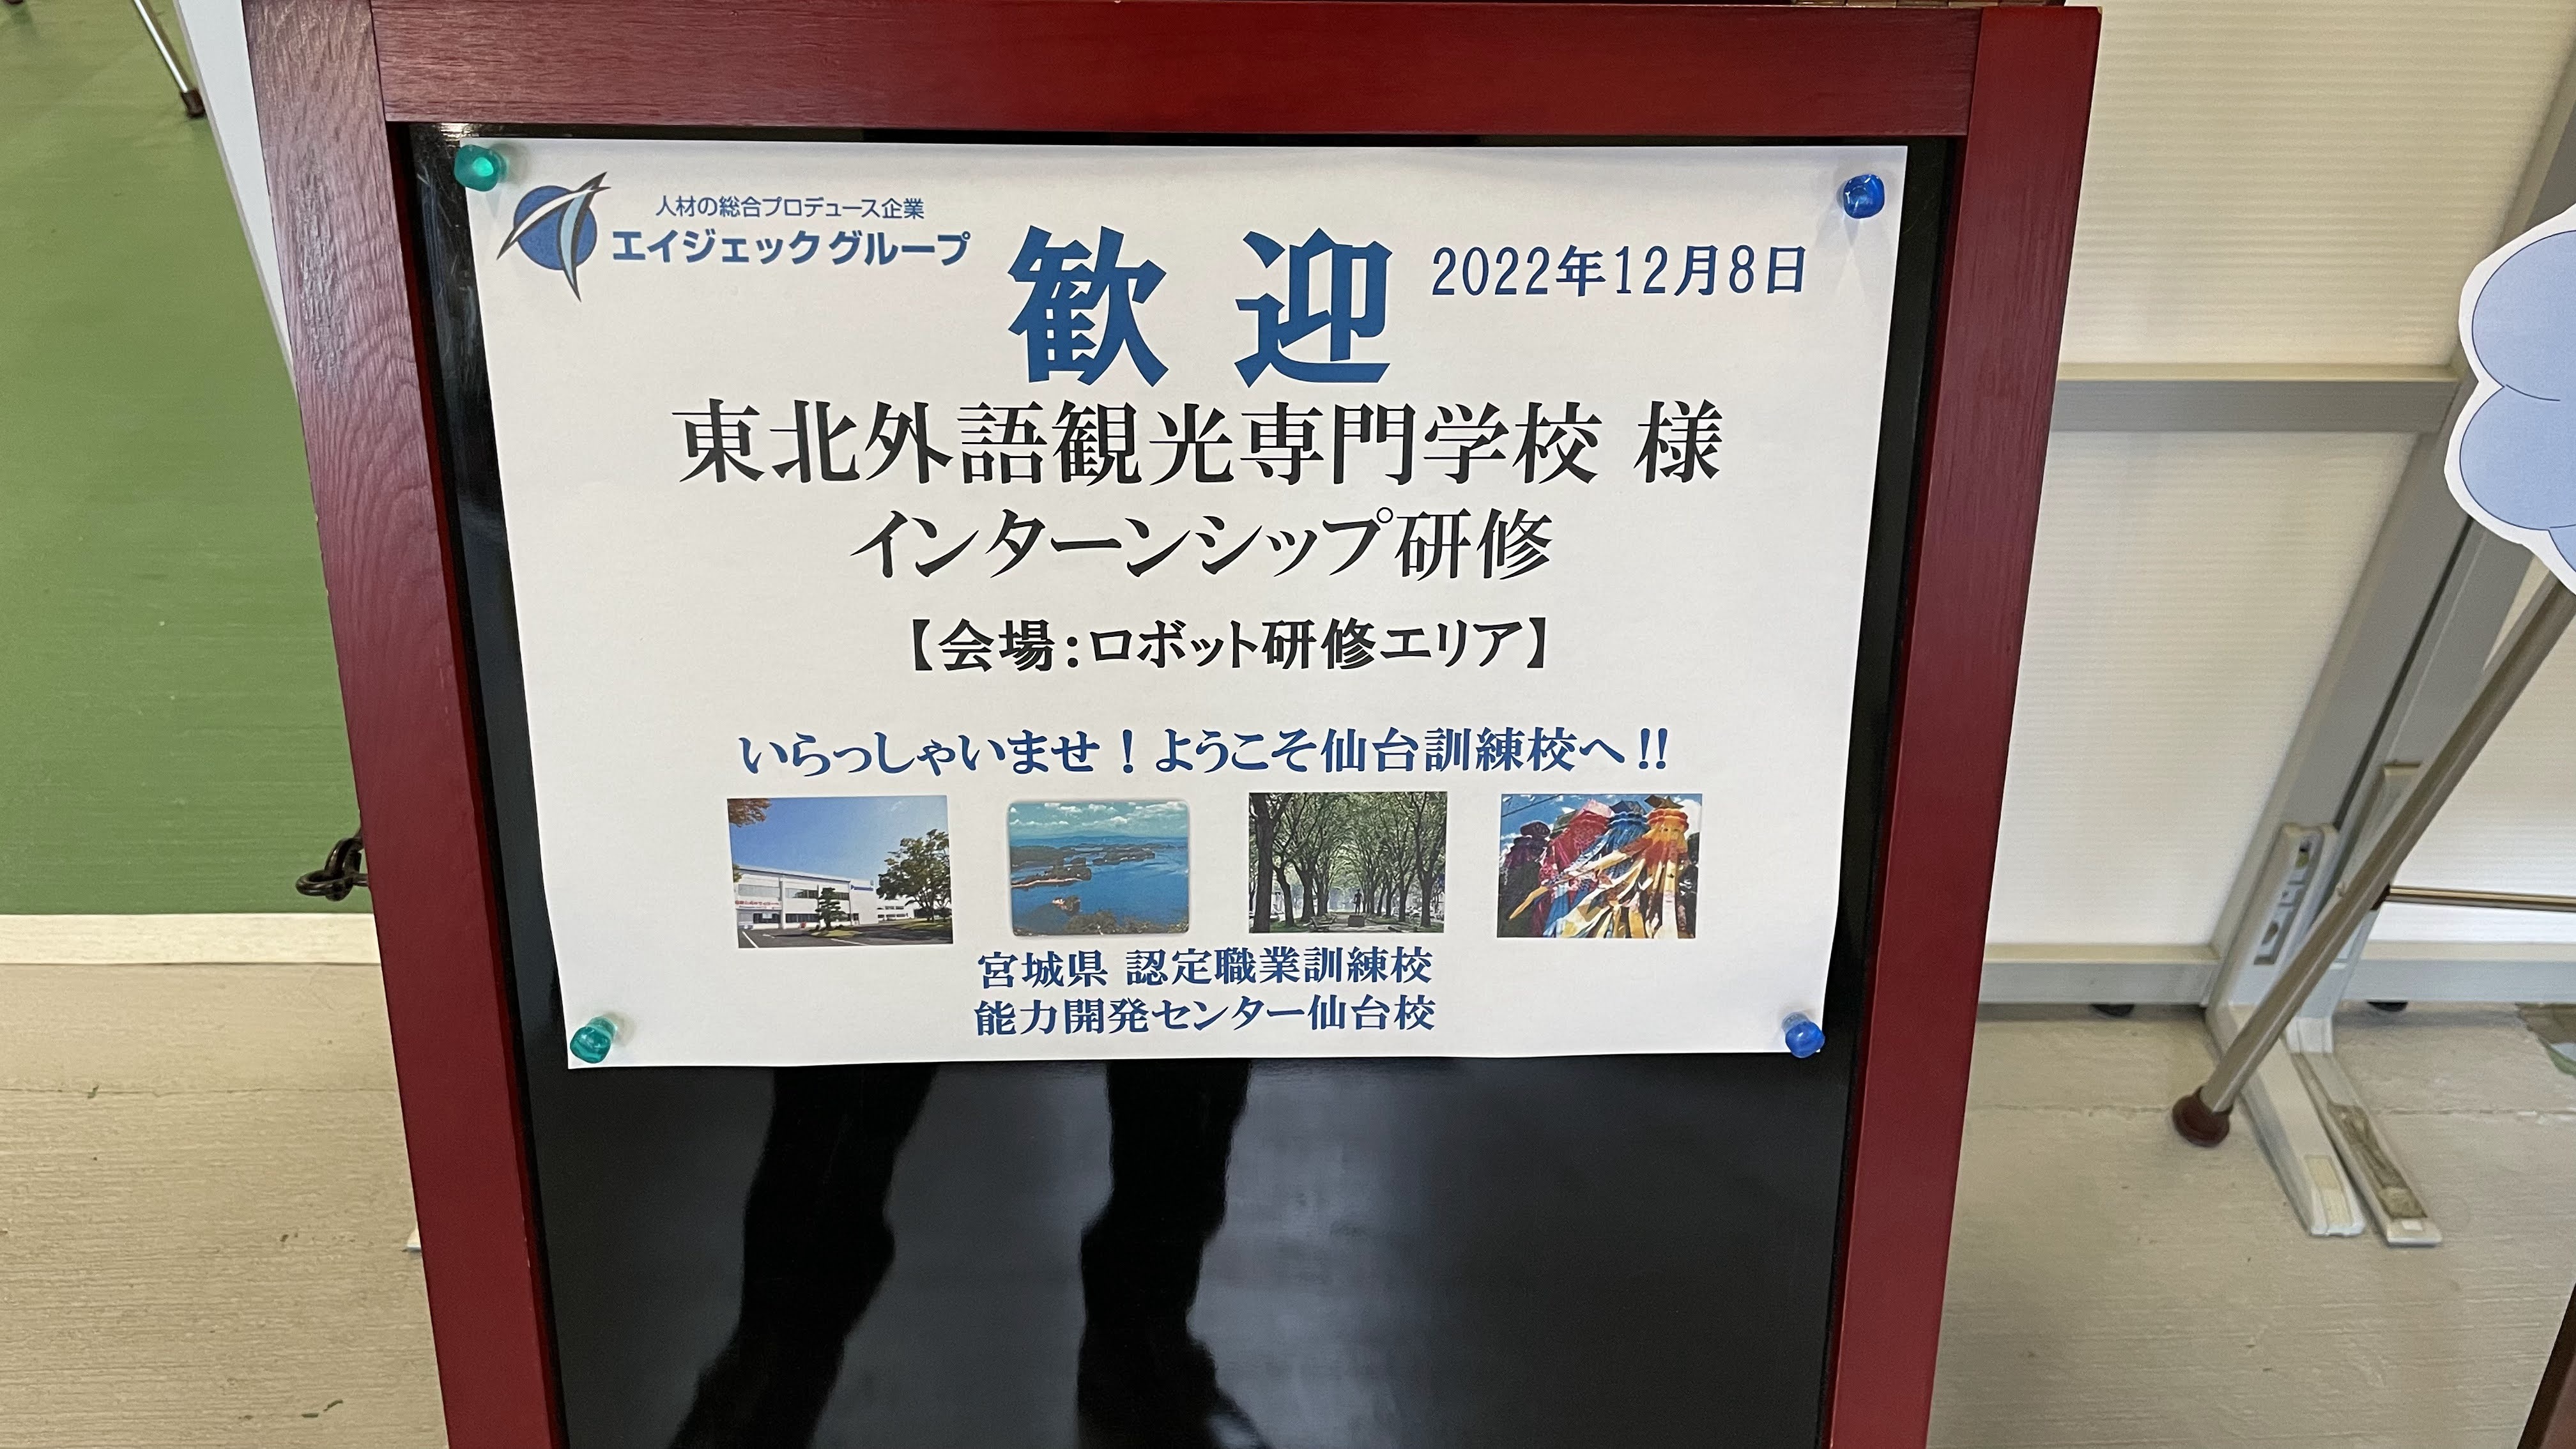 人材の総合プロデュース企業
エイジェックグループ
歓迎
2022年12月8日
東北外語観光専門学校 様
インターンシップ研修
【会場：ロボット研修エリア】
いらっしゃいませ！ようこそ仙台訓練校へ!!
Panasonic
宮城県 認定職業訓練校
能力開発センター仙台校